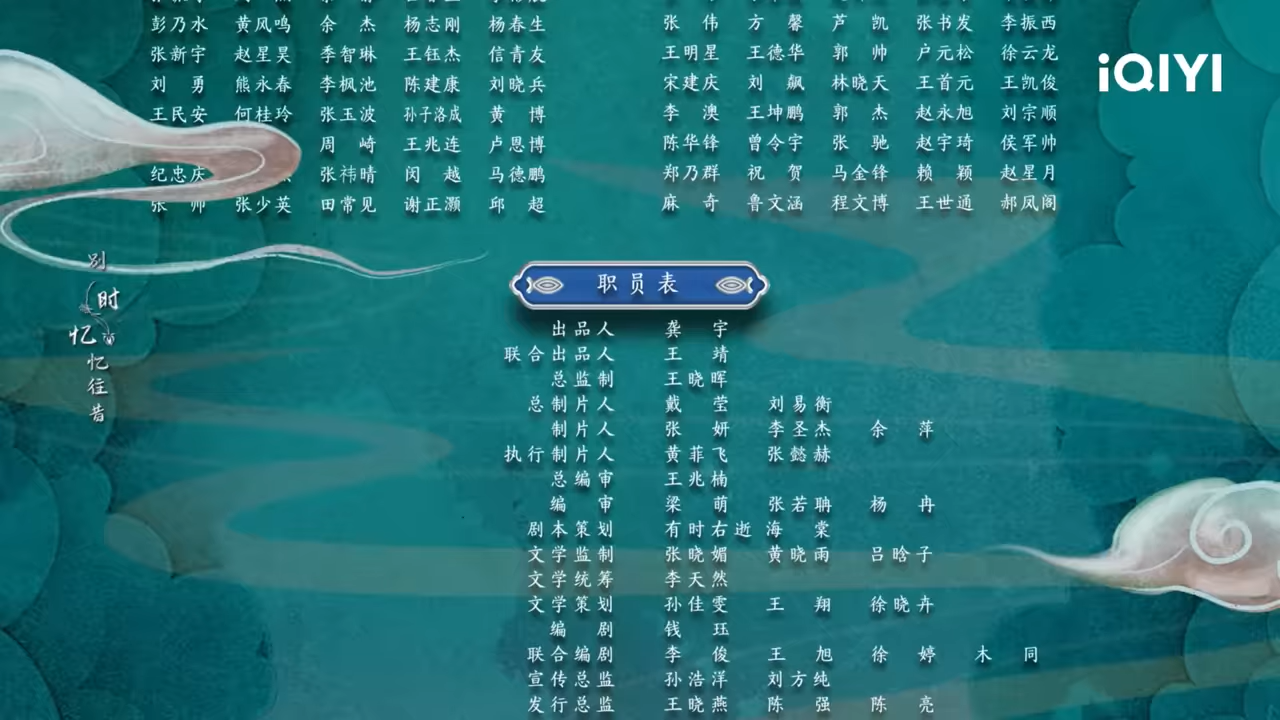 彭乃水 黄风鸣 余杰 杨志刚 杨春生
张新宇 赵星昊 季智琳 王钰杰 信青友
刘勇 熊永春 李枫池 陈建康 刘晓兵
王民安 何桂玲 张玉波 孙子洛成 黄博
周崎 王兆连 卢恩博
纪忠庆 张祎晴 闵越 马德鹏
张帅 张少英 田常见 谢正灏 邱超
张伟 方馨 芦凯 张书发 李振西
王明星 王德华 郭帅 户元松 徐云龙
宋建庆 刘飙 林晓天 王首元 王凯俊
李澳 王坤鹏 郭杰 赵永旭 刘宗顺
陈华锋 曾令宇 张驰 赵宇琦 侯军帅
郑乃群 祝贺 马金锋 赖颖 赵星月
麻奇 鲁文涵 程文博 王世通 郝凤阁
iQIYI
别时忆忆往昔
职员表
出品人 龚宇
联合出品人 王靖
总监制 王晓晖
总制片人 戴莹 刘易衡
制片人 张妍 李圣杰 余萍
执行制片人 黄菲飞 张懿赫
总编审 王兆楠
编审 梁萌 张若聃 杨冉
剧本策划 有时右逝 海棠
文学监制 张晓媚 黄晓雨 吕晗子
文学统筹 李天然
文学策划 孙佳雯 王翔 徐晓卉
编剧 钱珏
联合编剧 李俊 王旭 徐婷 木同
宣传总监 孙浩洋 刘方纯
发行总监 王晓燕 陈强 陈亮